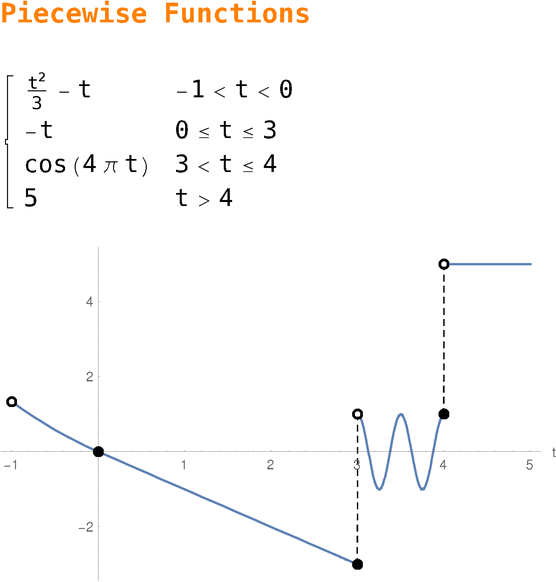 Piecewise Functions
t²/3 − t   −1 < t < 0
−t   0 ≤ t ≤ 3
cos (4 π t)   3 < t ≤ 4
5   t > 4
4
2
−1 1 2 3 4 5 t
−2